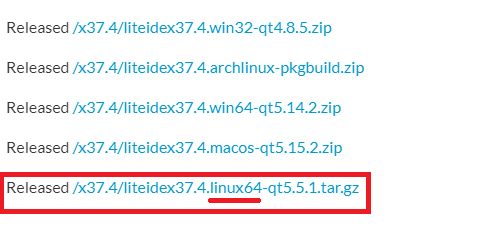 Released /x37.4/liteidex37.4.win32-qt4.8.5.zip
Released /x37.4/liteidex37.4.archlinux-pkgbuild.zip
Released /x37.4/liteidex37.4.win64-qt5.14.2.zip
Released /x37.4/liteidex37.4.macos-qt5.15.2.zip
Released /x37.4/liteidex37.4.linux64-qt5.5.1.tar.gz